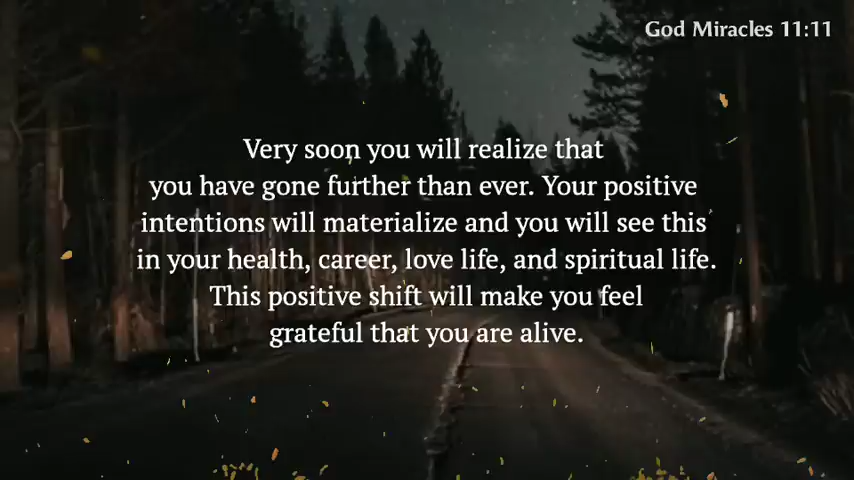 God Miracles 11:11
Very soon you will realize that
you have gone further than ever. Your positive
intentions will materialize and you will see this
in your health, career, love life, and spiritual life.
This positive shift will make you feel
grateful that you are alive.